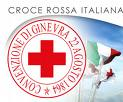 CROCE ROSSA ITALIANA
CONVENZIONE DI GINEVRA 22 AGOSTO 1864